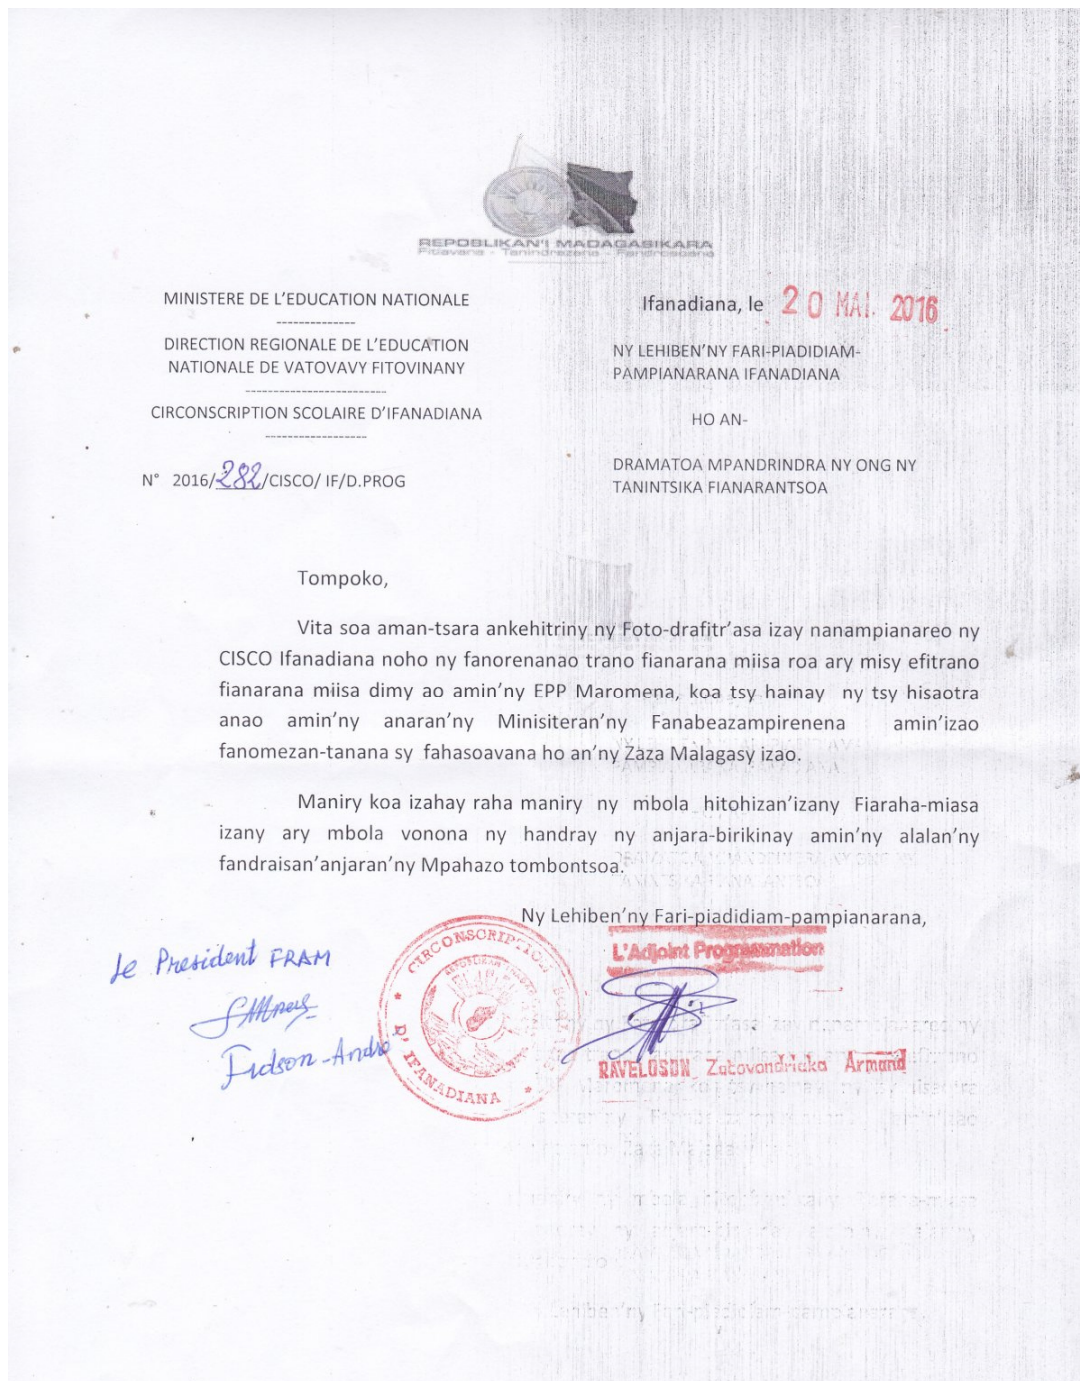 REPOBLIKAN'I MADAGASIKARA
Fitiavana - Tanindrazana - Fandrosoana
MINISTERE DE L'EDUCATION NATIONALE
--------------
DIRECTION REGIONALE DE L'EDUCATION
NATIONALE DE VATOVAVY FITOVINANY
-------------------------
CIRCONSCRIPTION SCOLAIRE D'IFANADIANA
------------------
N° 2016/282/CISCO/ IF/D.PROG
Ifanadiana, le 20 MAI 2016
NY LEHIBEN'NY FARI-PIADIDIAM-
PAMPIANARANA IFANADIANA
HO AN-
DRAMATOA MPANDRINDRA NY ONG NY
TANINTSIKA FIANARANTSOA
Tompoko,
Vita soa aman-tsara ankehitriny ny Foto-drafitr'asa izay nanampianareo ny
CISCO Ifanadiana noho ny fanorenanao trano fianarana miisa roa ary misy efitrano
fianarana miisa dimy ao amin'ny EPP Maromena, koa tsy hainay ny tsy hisaotra
anao amin'ny anaran'ny Minisiteran'ny Fanabeazampirenena amin'izao
fanomezan-tanana sy fahasoavana ho an'ny Zaza Malagasy izao.
Maniry koa izahay raha maniry ny mbola hitohizan'izany Fiaraha-miasa
izany ary mbola vonona ny handray ny anjara-birikinay amin'ny alalan'ny
fandraisan'anjaran'ny Mpahazo tombontsoa.
Ny Lehiben'ny Fari-piadidiam-pampianarana,
L'Adjoint Programmation
Le President FRAM
CIRCONSCRIPTION SCOLAIRE
D'IFANADIANA
RAVELOSON Zatovondriaka Armand